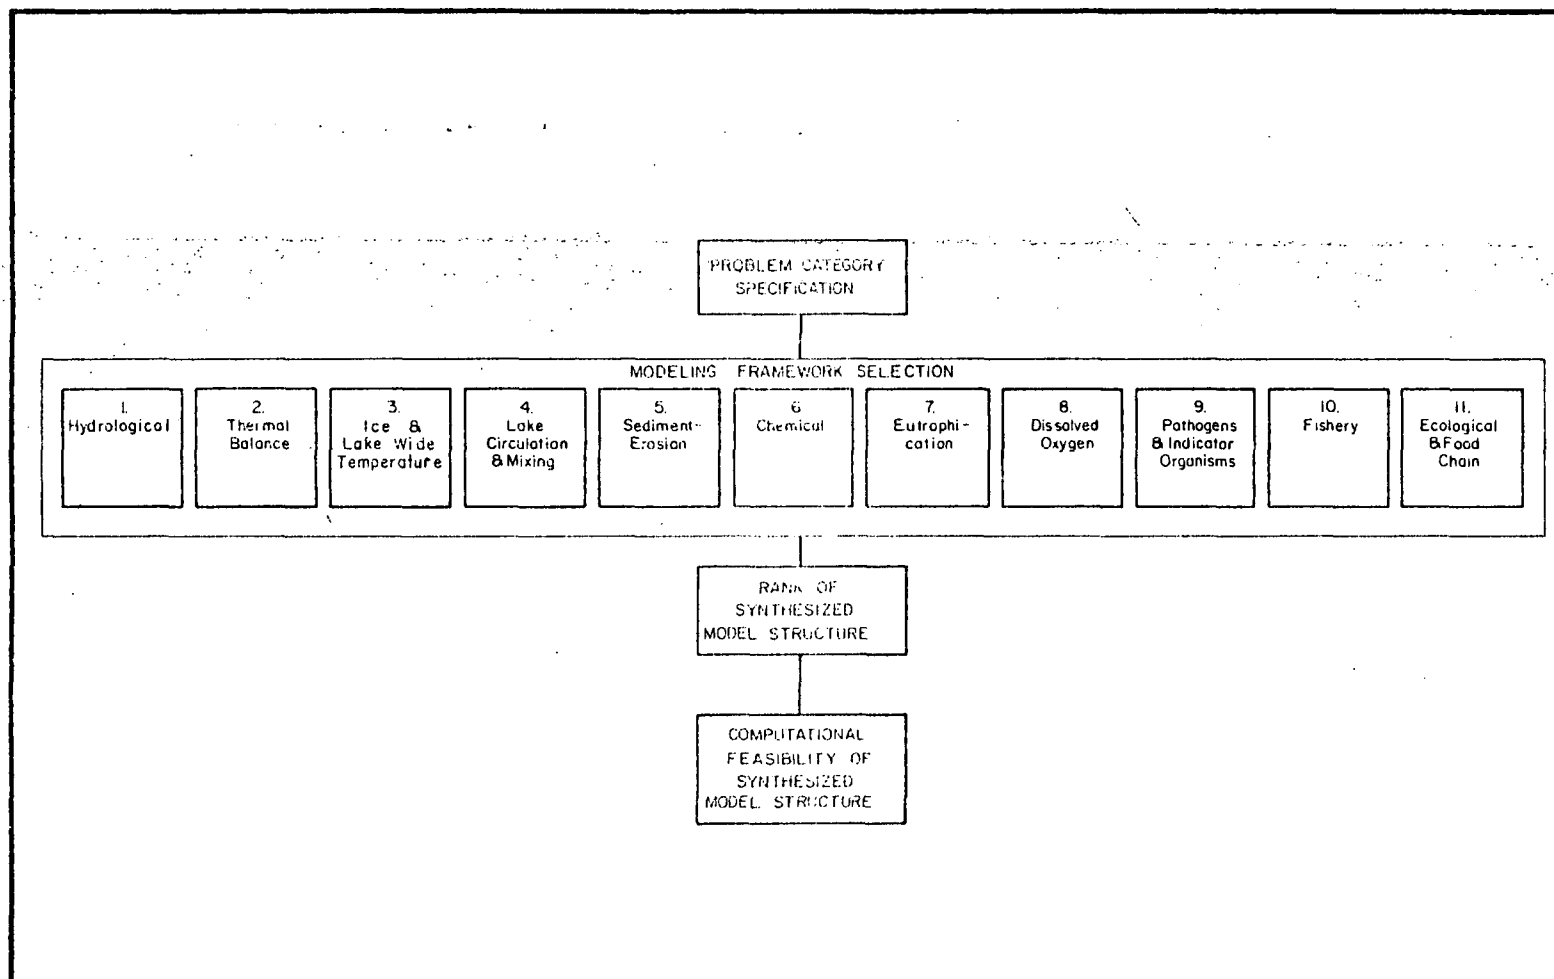 PROBLEM CATEGORY
SPECIFICATION
MODELING FRAMEWORK SELECTION
1.
Hydrological
2.
Thermal
Balance
3.
Ice &
Lake Wide
Temperature
4.
Lake
Circulation
& Mixing
5.
Sediment-
Erosion
6
Chemical
7.
Eutrophi-
cation
8.
Dissolved
Oxygen
9.
Pathogens
& Indicator
Organisms
10.
Fishery
11.
Ecological
& Food
Chain
RANK OF
SYNTHESIZED
MODEL STRUCTURE
COMPUTATIONAL
FEASIBILITY OF
SYNTHESIZED
MODEL STRUCTURE